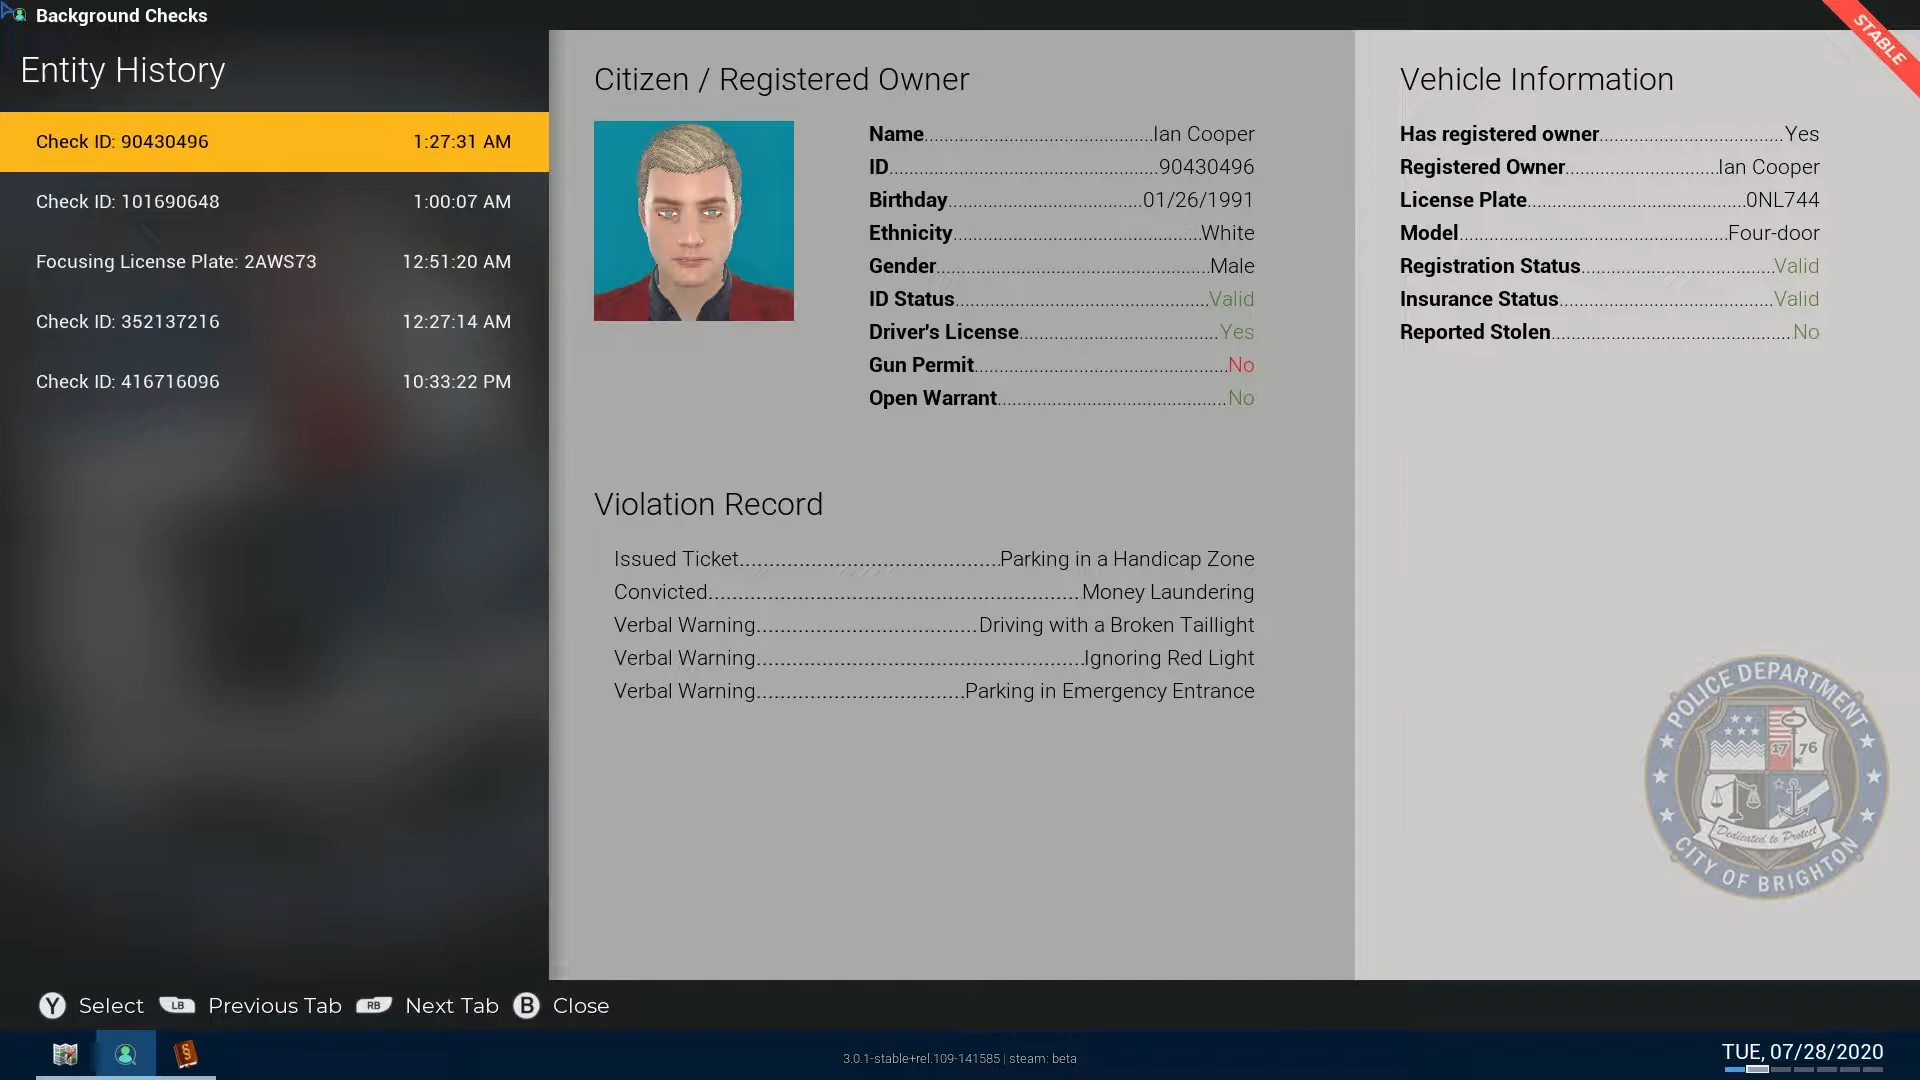 Background Checks
STABLE
Entity History
Check ID: 90430496 1:27:31 AM
Check ID: 101690648 1:00:07 AM
Focusing License Plate: 2AWS73 12:51:20 AM
Check ID: 352137216 12:27:14 AM
Check ID: 416716096 10:33:22 PM
Citizen / Registered Owner
Name Ian Cooper
ID 90430496
Birthday 01/26/1991
Ethnicity White
Gender Male
ID Status Valid
Driver's License Yes
Gun Permit No
Open Warrant No
Violation Record
Issued Ticket Parking in a Handicap Zone
Convicted Money Laundering
Verbal Warning Driving with a Broken Taillight
Verbal Warning Ignoring Red Light
Verbal Warning Parking in Emergency Entrance
Vehicle Information
Has registered owner Yes
Registered Owner Ian Cooper
License Plate 0NL744
Model Four-door
Registration Status Valid
Insurance Status Valid
Reported Stolen No
POLICE DEPARTMENT
17 76
Dedicated to Protect
CITY OF BRIGHTON
Y Select LB Previous Tab RB Next Tab B Close
3.0.1-stable+rel.109-141585 | steam: beta
TUE, 07/28/2020